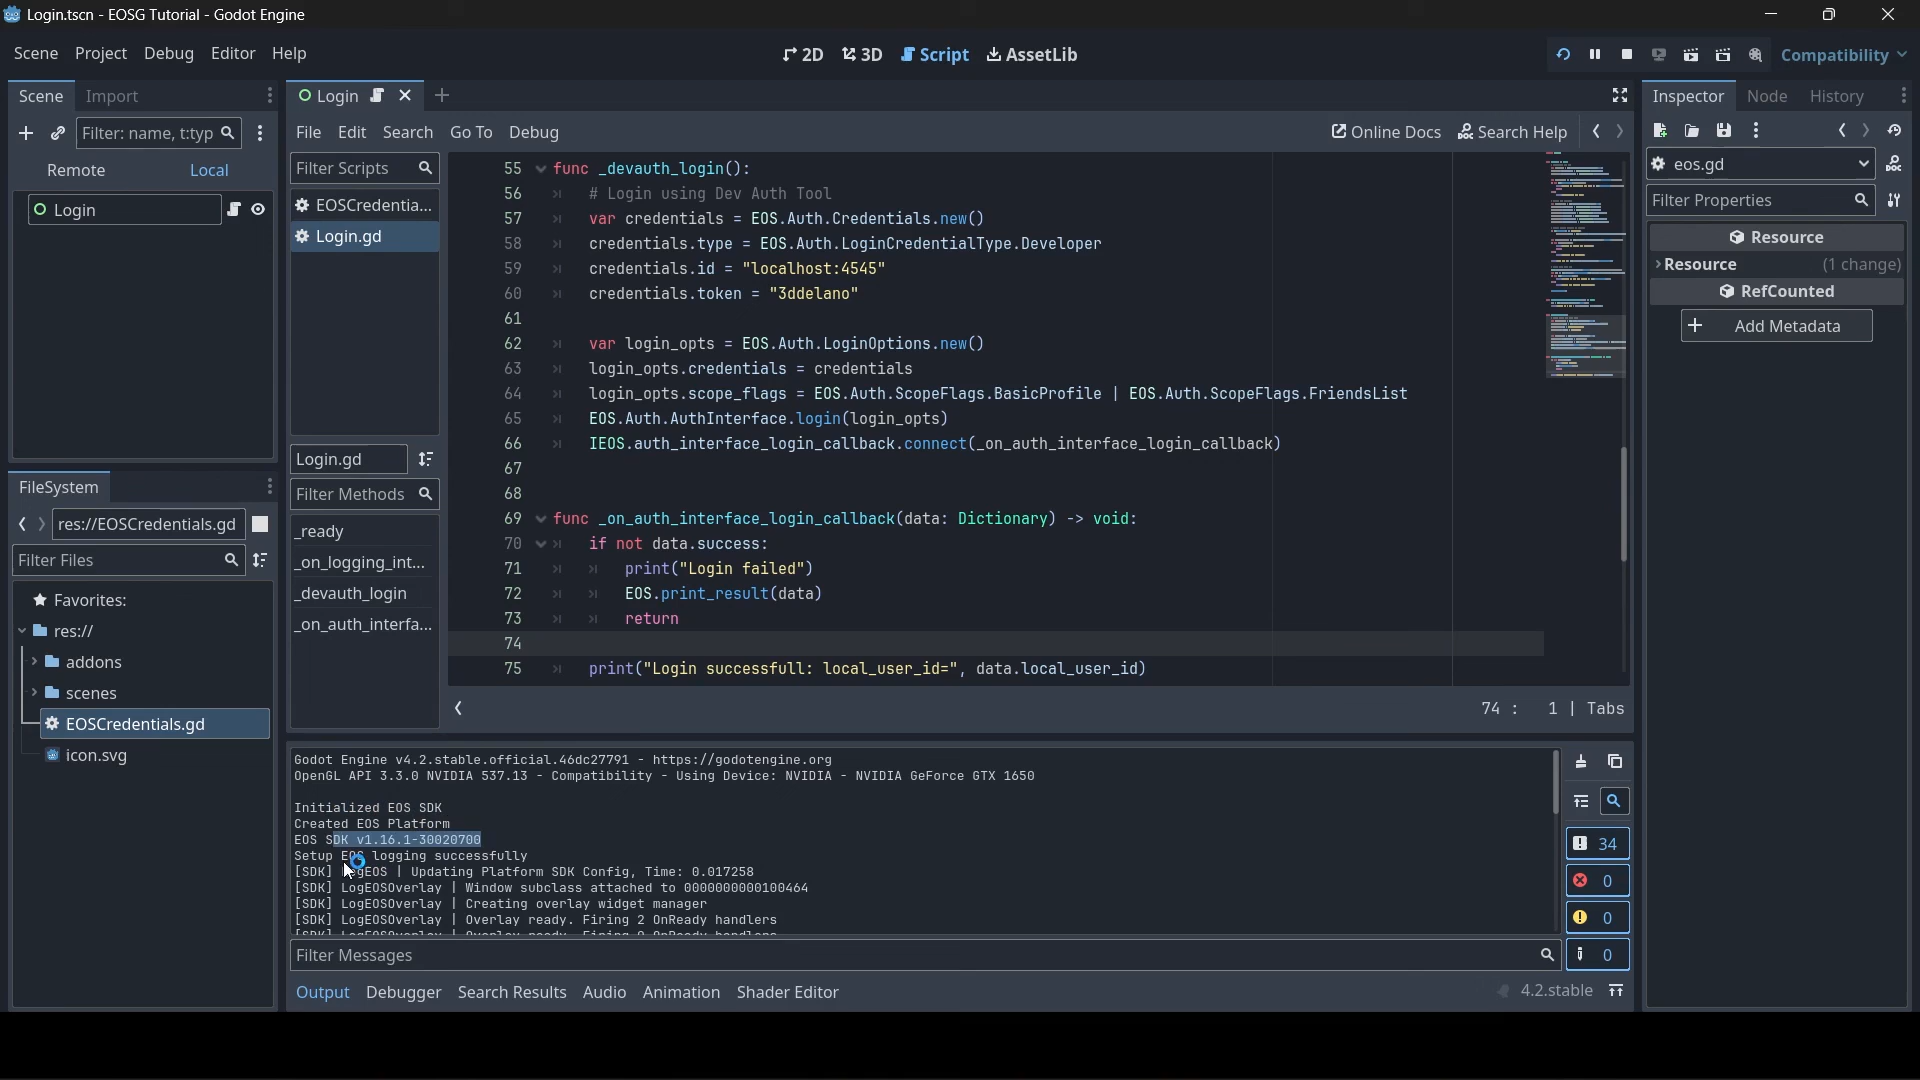 Login.tscn - EOSG Tutorial - Godot Engine
Scene Project Debug Editor Help
2D 3D Script AssetLib
Compatibility
Scene Import
Filter: name, t:typ
Remote Local
Login
FileSystem
res://EOSCredentials.gd
Filter Files
Favorites:
res://
addons
scenes
EOSCredentials.gd
icon.svg
Login
File Edit Search Go To Debug
Online Docs Search Help
Filter Scripts
EOSCredentia...
Login.gd
Login.gd
Filter Methods
_ready
_on_logging_int...
_devauth_login
_on_auth_interfa...
55 func _devauth_login():
56 # Login using Dev Auth Tool
57 var credentials = EOS.Auth.Credentials.new()
58 credentials.type = EOS.Auth.LoginCredentialType.Developer
59 credentials.id = "localhost:4545"
60 credentials.token = "3ddelano"
61
62 var login_opts = EOS.Auth.LoginOptions.new()
63 login_opts.credentials = credentials
64 login_opts.scope_flags = EOS.Auth.ScopeFlags.BasicProfile | EOS.Auth.ScopeFlags.FriendsList
65 EOS.Auth.AuthInterface.login(login_opts)
66 IEOS.auth_interface_login_callback.connect(_on_auth_interface_login_callback)
67
68
69 func _on_auth_interface_login_callback(data: Dictionary) -> void:
70 if not data.success:
71 print("Login failed")
72 EOS.print_result(data)
73 return
74
75 print("Login successfull: local_user_id=", data.local_user_id)
74 : 1 | Tabs
Godot Engine v4.2.stable.official.46dc27791 - https://godotengine.org
OpenGL API 3.3.0 NVIDIA 537.13 - Compatibility - Using Device: NVIDIA - NVIDIA GeForce GTX 1650
Initialized EOS SDK
Created EOS Platform
EOS SDK v1.16.1-30020700
Setup EOS logging successfully
[SDK] LogEOS | Updating Platform SDK Config, Time: 0.017258
[SDK] LogEOSOverlay | Window subclass attached to 0000000000100464
[SDK] LogEOSOverlay | Creating overlay widget manager
[SDK] LogEOSOverlay | Overlay ready. Firing 2 OnReady handlers
[SDK] LogEOSOverlay | Overlay ready. Firing 0 OnReady handlers
34
0
0
0
Filter Messages
Output Debugger Search Results Audio Animation Shader Editor
4.2.stable
Inspector Node History
eos.gd
Filter Properties
Resource
Resource (1 change)
RefCounted
Add Metadata